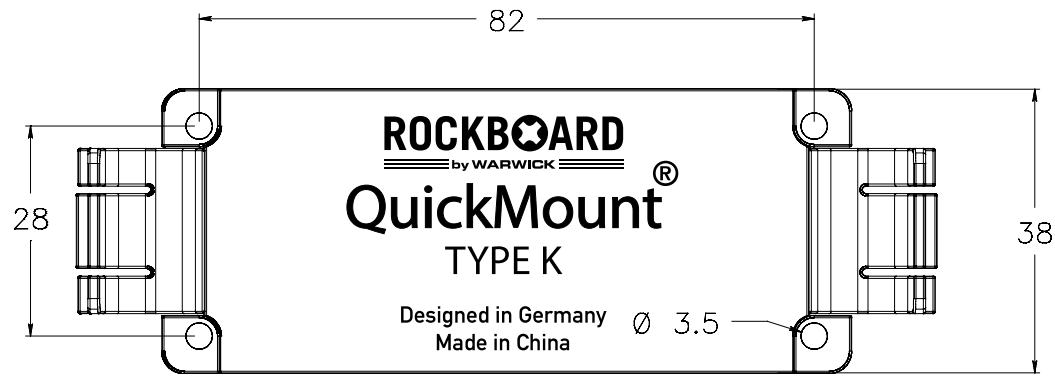 82
ROCKBOARD
by WARWICK
QuickMount®
TYPE K
28
38
Designed in Germany
Made in China
Ø 3.5